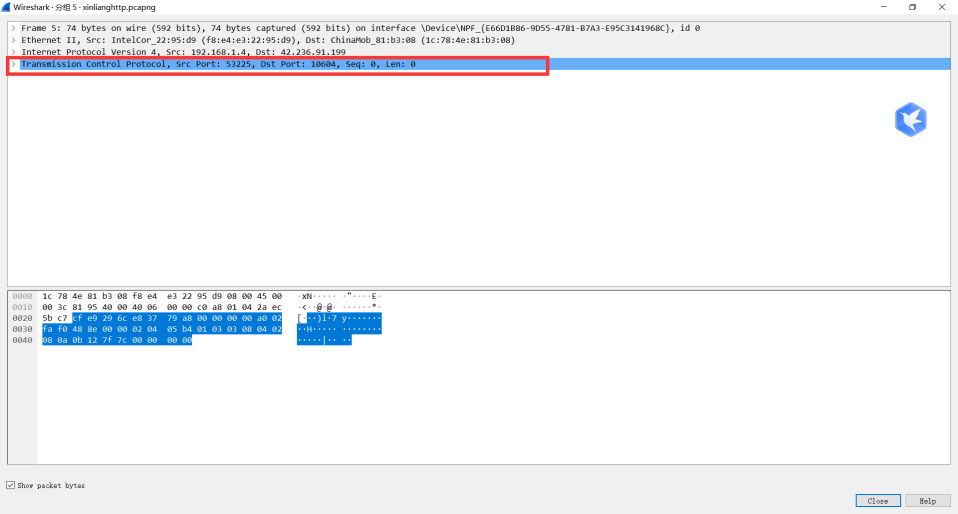 Wireshark · 分组 5 · xinlianghttp.pcapng
Frame 5: 74 bytes on wire (592 bits), 74 bytes captured (592 bits) on interface \Device\NPF_{E66D1B86-9D55-4781-B7A3-E95C3141968C}, id 0
Ethernet II, Src: IntelCor_22:95:d9 (f8:e4:e3:22:95:d9), Dst: ChinaMob_81:b3:08 (1c:78:4e:81:b3:08)
Internet Protocol Version 4, Src: 192.168.1.4, Dst: 42.236.91.199
Transmission Control Protocol, Src Port: 53225, Dst Port: 10604, Seq: 0, Len: 0
0000 1c 78 4e 81 b3 08 f8 e4 e3 22 95 d9 08 00 45 00 ·xN····· ·"····E·
0010 00 3c 81 95 40 00 40 06 00 00 c0 a8 01 04 2a ec ·<··@·@· ······*·
0020 5b c7 cf e9 29 6c e8 37 79 a8 00 00 00 00 a0 02 [···)l·7 y·······
0030 fa f0 48 8e 00 00 02 04 05 b4 01 03 03 08 04 02 ··H····· ········
0040 08 0a 0b 12 7f 7c 00 00 00 00 ·····|·· ··
Show packet bytes
Close Help